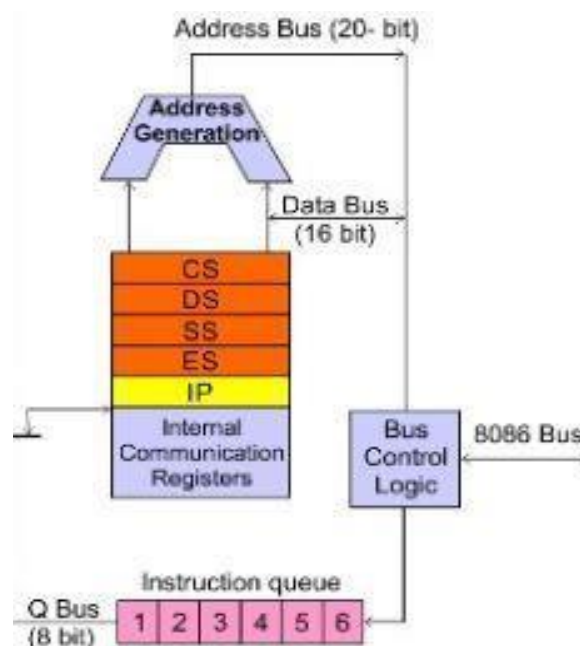 Address Bus (20- bit)
Address
Generation
Data Bus
(16 bit)
CS
DS
SS
ES
IP
Internal
Communication
Registers
Bus
Control
Logic
8086 Bus
Instruction queue
Q Bus
(8 bit)
1 2 3 4 5 6